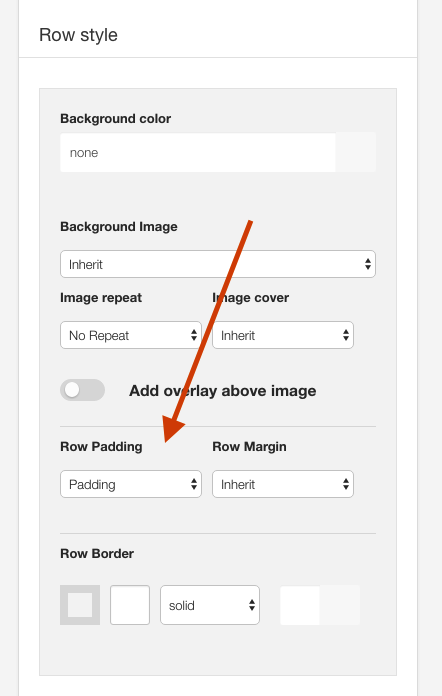 Row style
Background color
none
Background Image
Inherit
Image repeat Image cover
No Repeat Inherit
Add overlay above image
Row Padding Row Margin
Padding Inherit
Row Border
solid